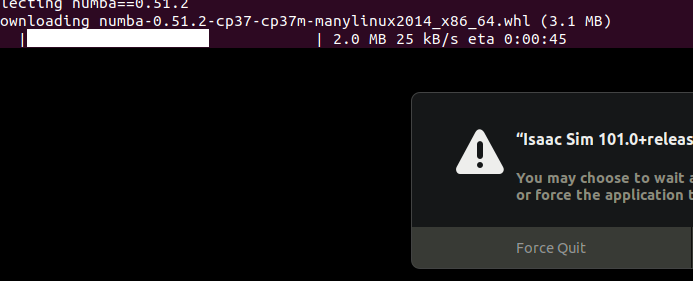 lecting numba==0.51.2
ownloading numba-0.51.2-cp37-cp37m-manylinux2014_x86_64.whl (3.1 MB)
| | 2.0 MB 25 kB/s eta 0:00:45
“Isaac Sim 101.0+releas
You may choose to wait a
or force the application t
Force Quit